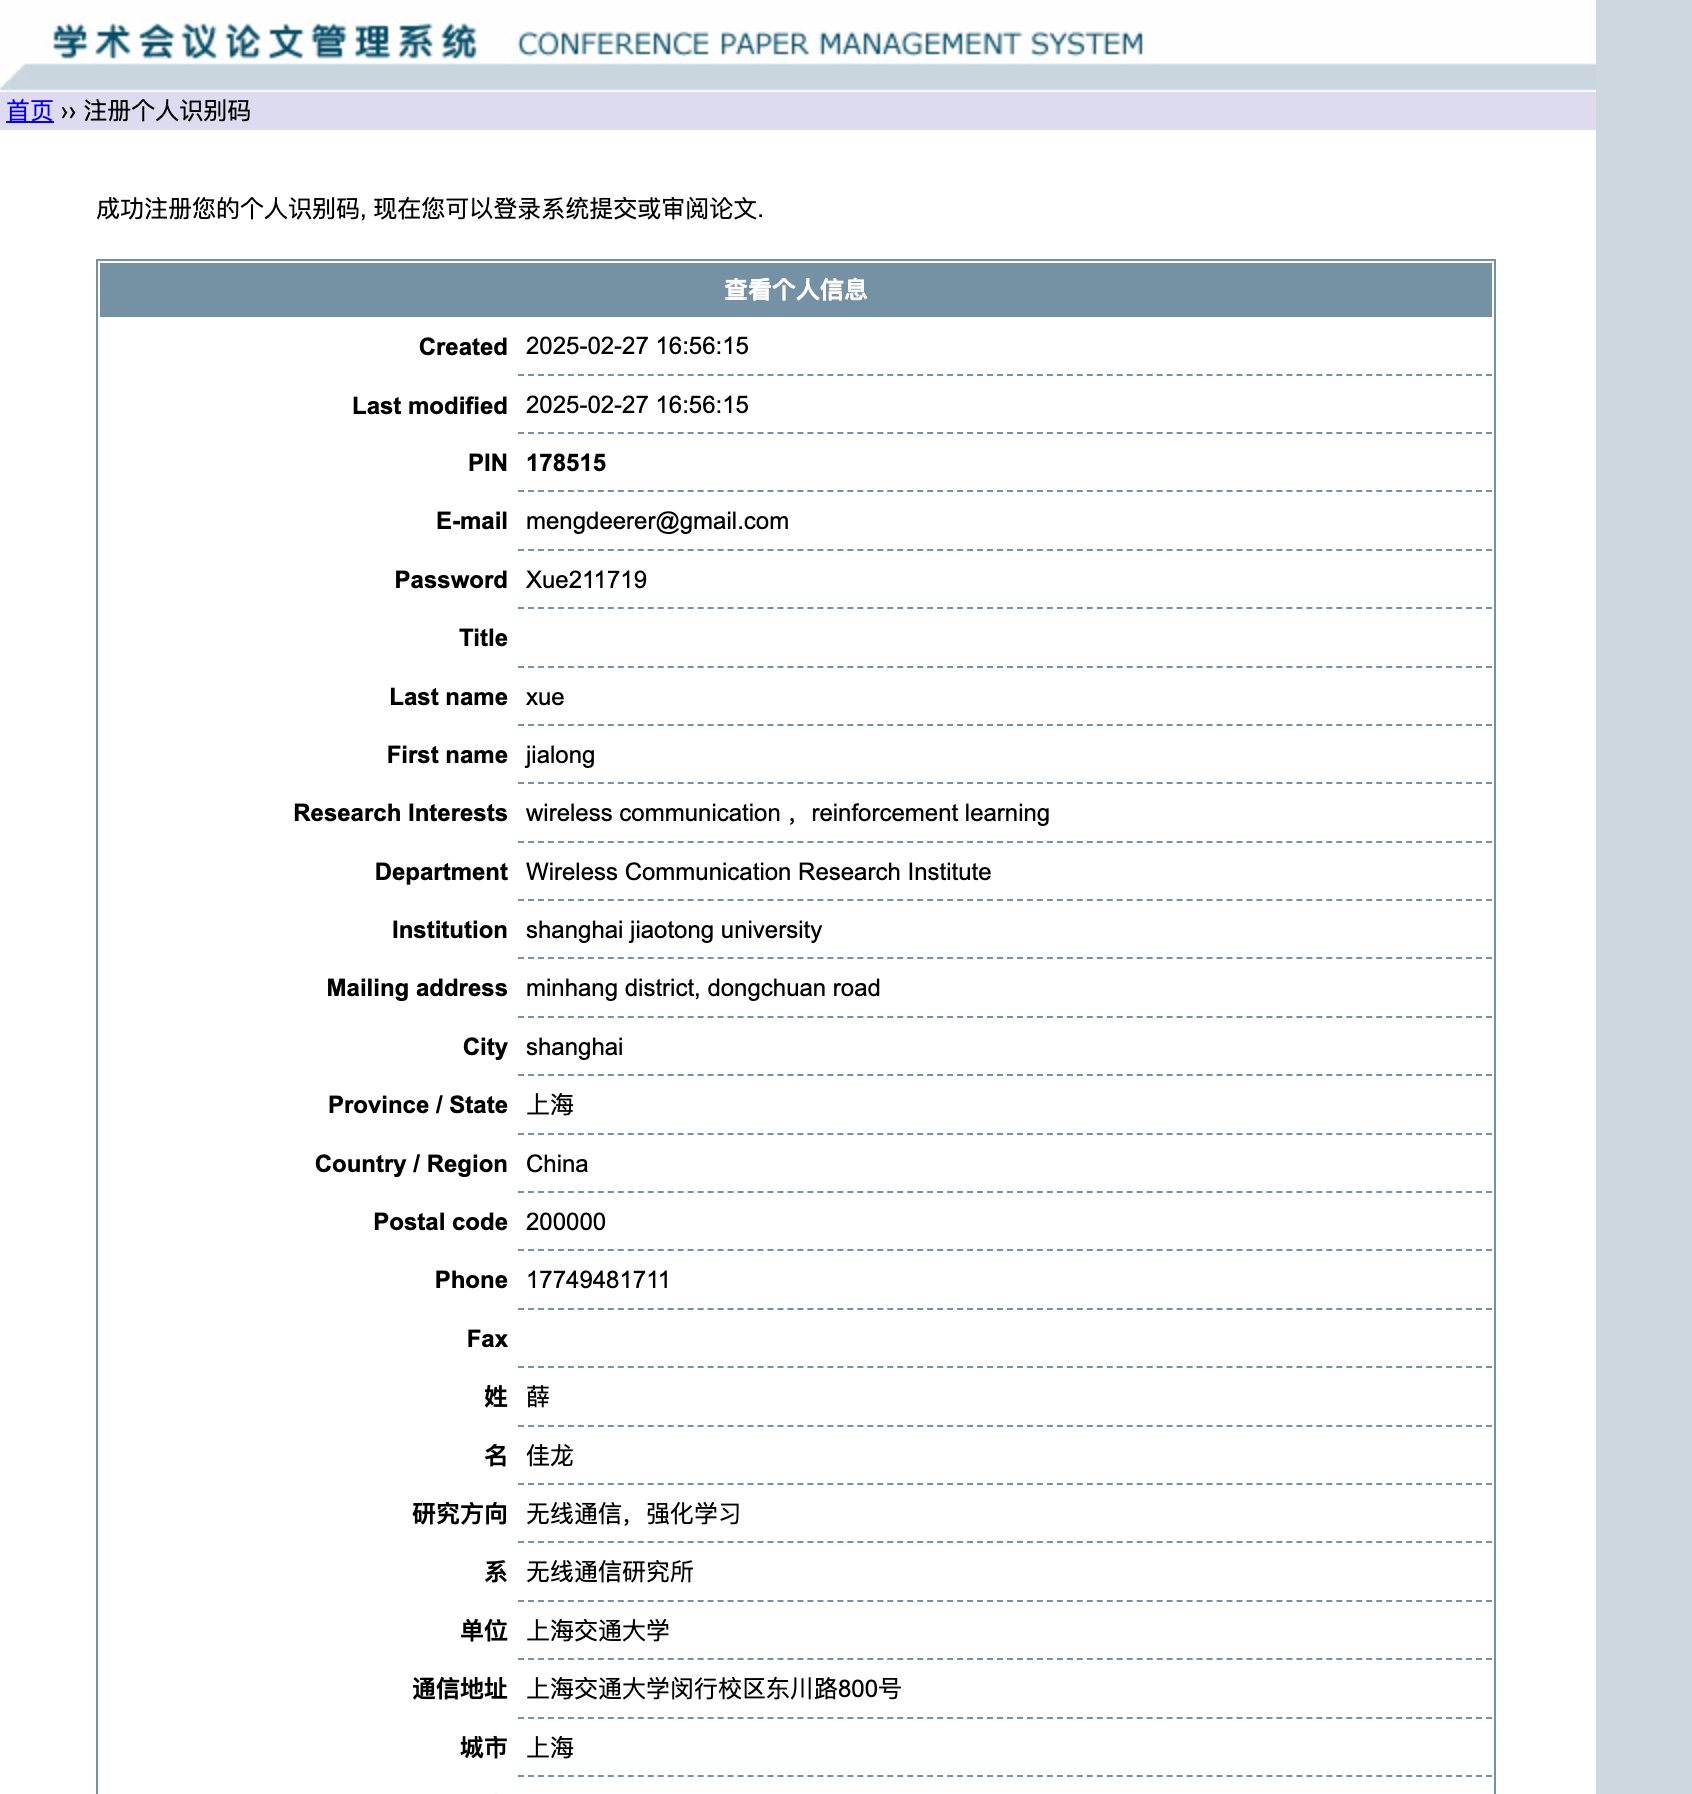 学术会议论文管理系统 CONFERENCE PAPER MANAGEMENT SYSTEM
首页 ›› 注册个人识别码
成功注册您的个人识别码, 现在您可以登录系统提交或审阅论文.
查看个人信息
Created 2025-02-27 16:56:15
Last modified 2025-02-27 16:56:15
PIN 178515
E-mail mengdeerer@gmail.com
Password Xue211719
Title
Last name xue
First name jialong
Research Interests wireless communication ，reinforcement learning
Department Wireless Communication Research Institute
Institution shanghai jiaotong university
Mailing address minhang district, dongchuan road
City shanghai
Province / State 上海
Country / Region China
Postal code 200000
Phone 17749481711
Fax
姓 薛
名 佳龙
研究方向 无线通信，强化学习
系 无线通信研究所
单位 上海交通大学
通信地址 上海交通大学闵行校区东川路800号
城市 上海